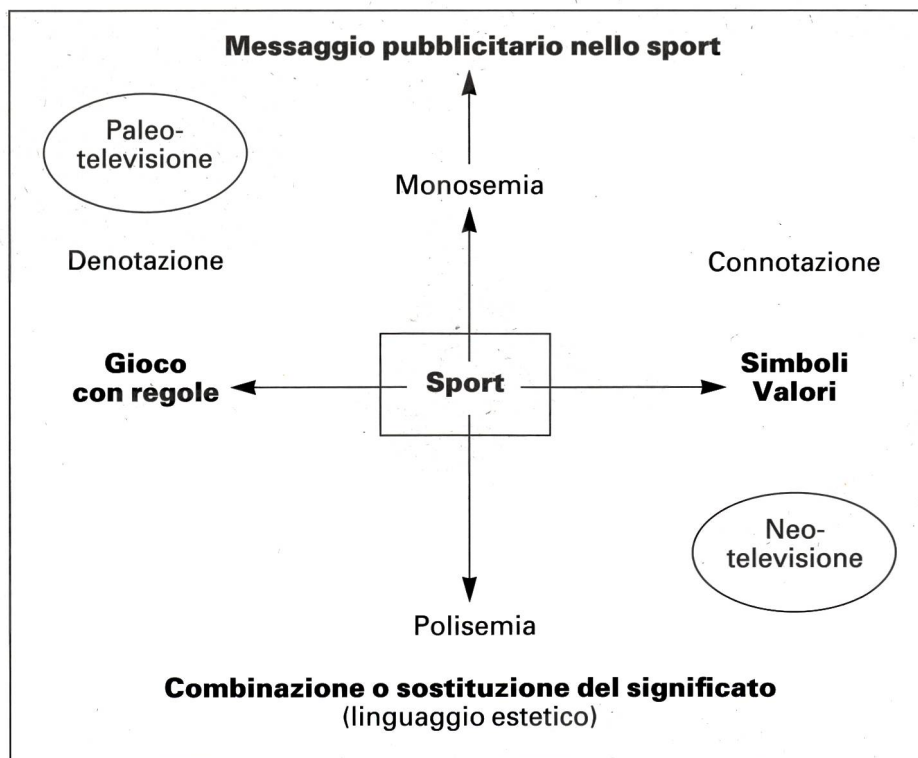 Messaggio pubblicitario nello sport
Paleo-
televisione
Monosemia
Denotazione
Connotazione
Gioco
con regole
Sport
Simboli
Valori
Neo-
televisione
Polisemia
Combinazione o sostituzione del significato
(linguaggio estetico)